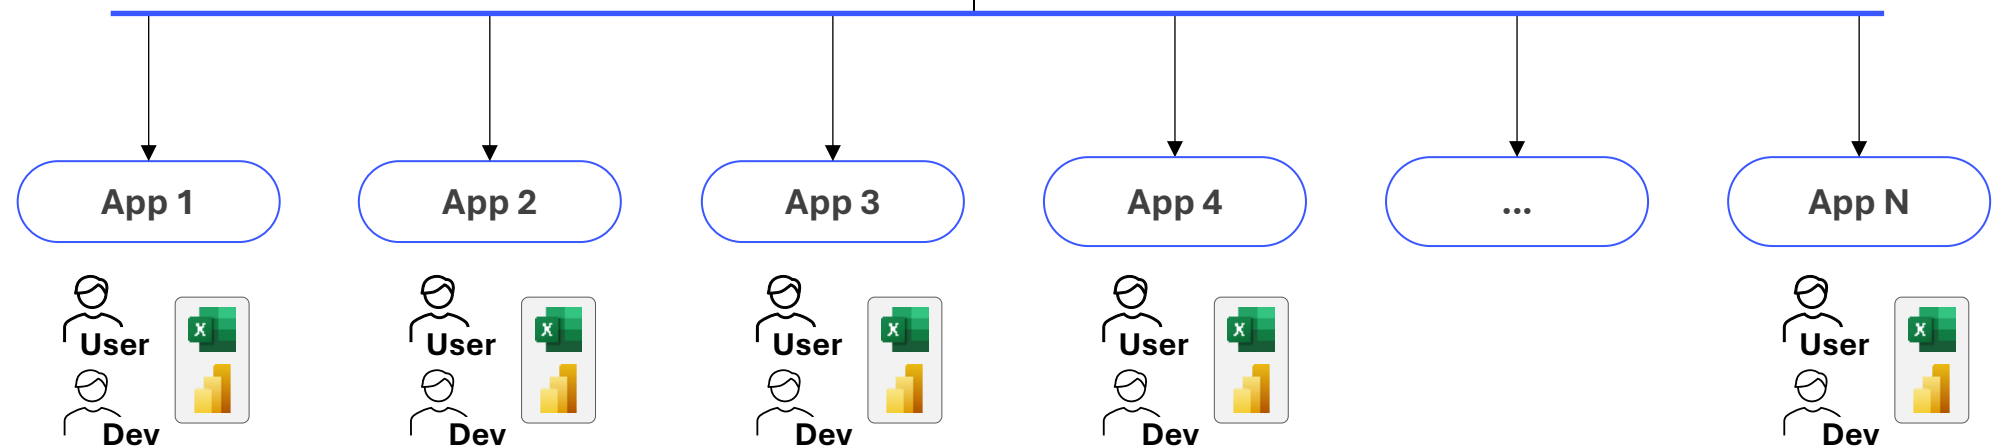 App 1
App 2
App 3
App 4
...
App N
User
X
User
X
User
X
User
X
User
X
Dev
Dev
Dev
Dev
Dev